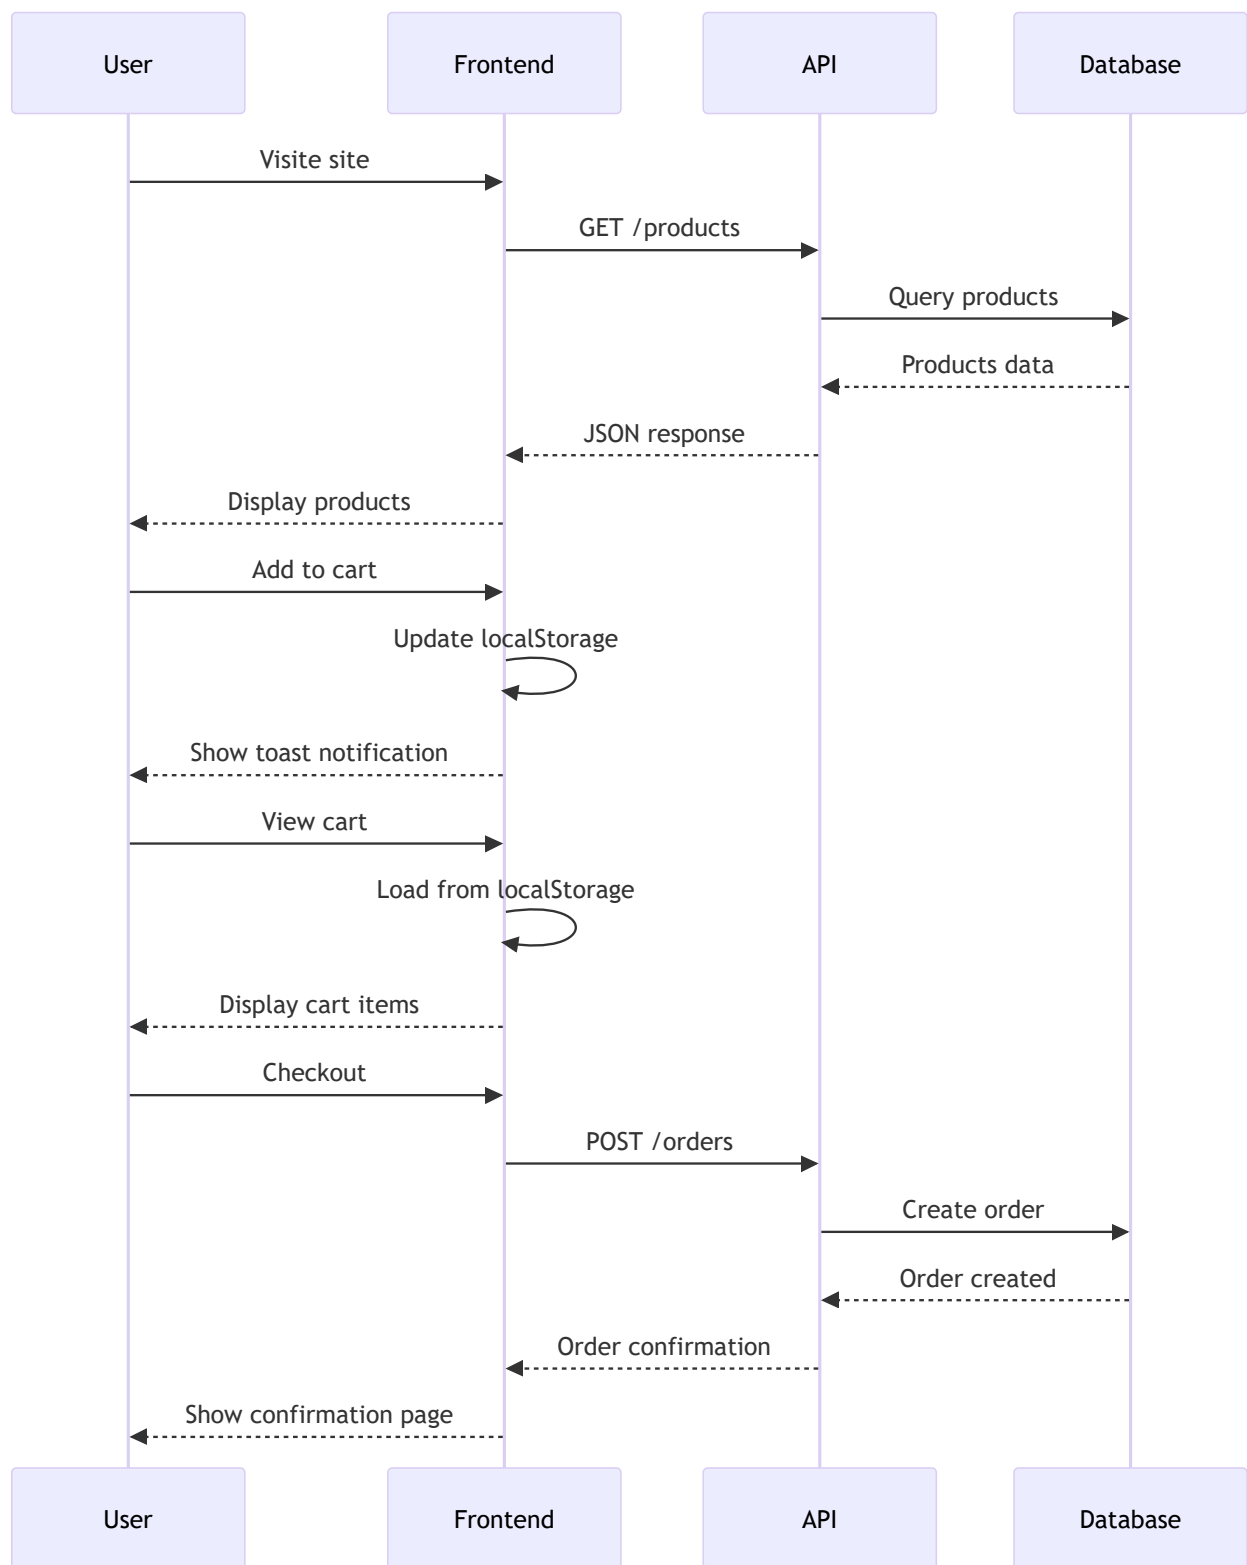 User
Frontend
API
Database
Visite site
GET /products
Query products
Products data
JSON response
Display products
Add to cart
Update localStorage
Show toast notification
View cart
Load from localStorage
Display cart items
Checkout
POST /orders
Create order
Order created
Order confirmation
Show confirmation page
User
Frontend
API
Database